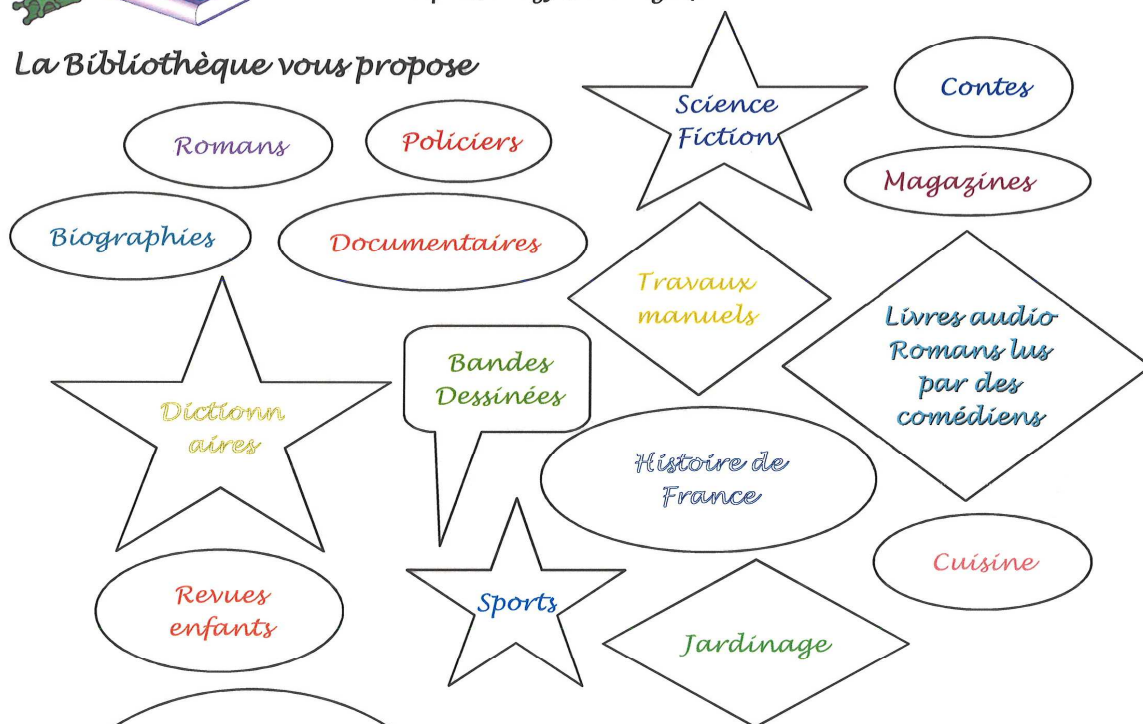 La Bibliothèque vous propose
Science
Fiction
Contes
Romans
Policiers
Magazines
Biographies
Documentaires
Travaux
manuels
Livres audio
Romans lus
par des
comédiens
Bandes
Dessinées
Dictionn
aires
Histoire de
France
Cuisine
Revues
enfants
Sports
Jardinage